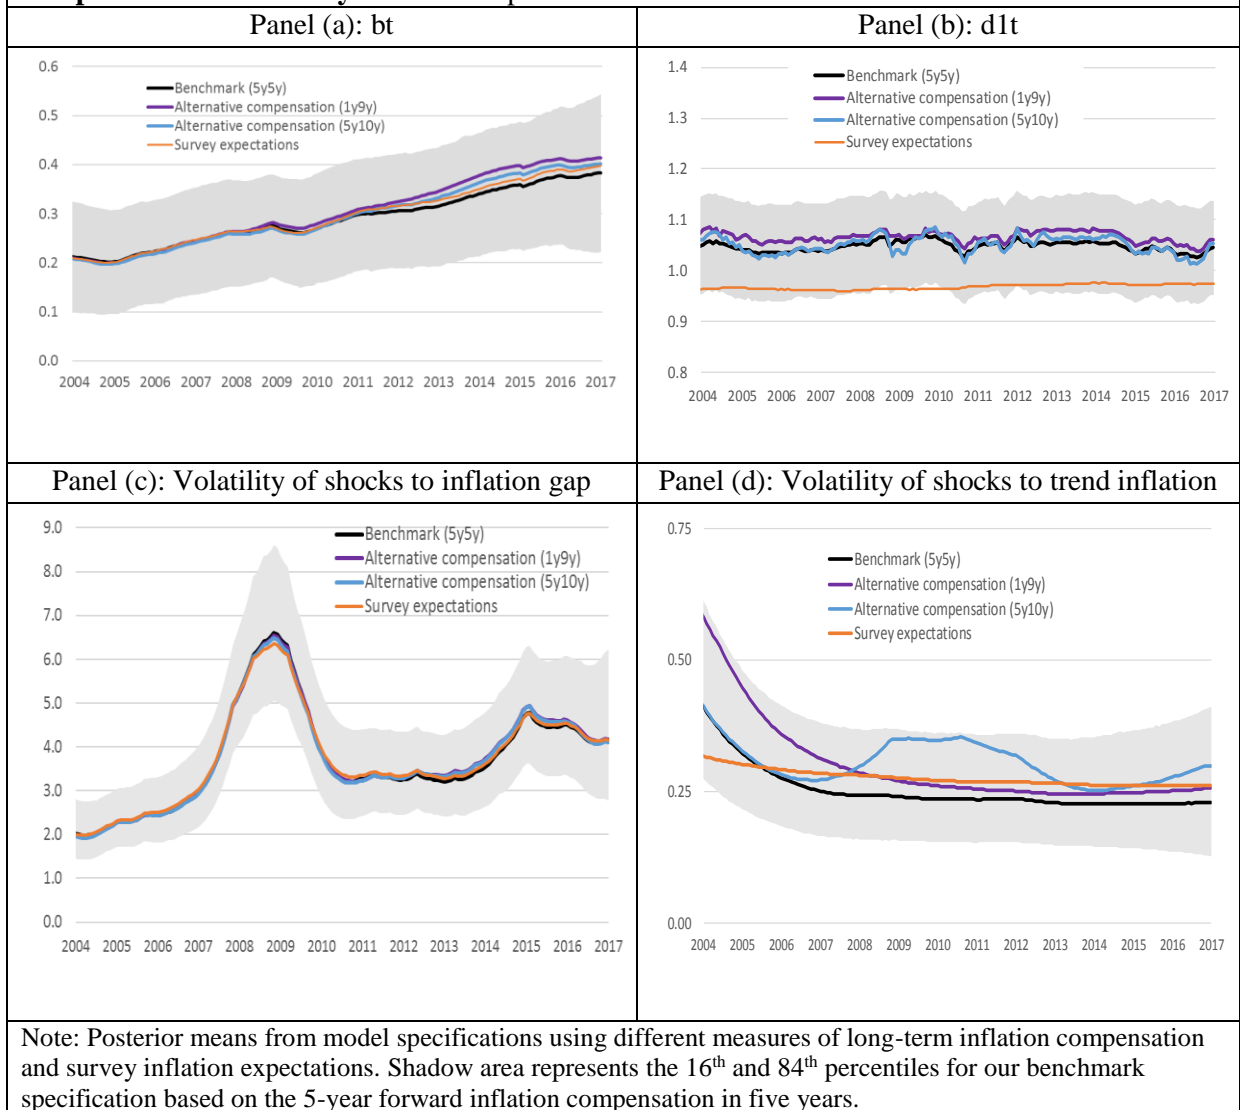 Panel (a): bt
Panel (b): d1t
0.6
0.5
0.4
0.3
0.2
0.1
0.0
Benchmark (5y5y)
Alternative compensation (1y9y)
Alternative compensation (5y10y)
Survey expectations
2004 2005 2006 2007 2008 2009 2010 2011 2012 2013 2014 2015 2016 2017
1.4
1.3
1.2
1.1
1.0
0.9
0.8
Benchmark (5y5y)
Alternative compensation (1y9y)
Alternative compensation (5y10y)
Survey expectations
2004 2005 2006 2007 2008 2009 2010 2011 2012 2013 2014 2015 2016 2017
Panel (c): Volatility of shocks to inflation gap
Panel (d): Volatility of shocks to trend inflation
9.0
8.0
7.0
6.0
5.0
4.0
3.0
2.0
1.0
0.0
Benchmark (5y5y)
Alternative compensation (1y9y)
Alternative compensation (5y10y)
Survey expectations
2004 2005 2006 2007 2008 2009 2010 2011 2012 2013 2014 2015 2016 2017
0.75
0.50
0.25
0.00
Benchmark (5y5y)
Alternative compensation (1y9y)
Alternative compensation (5y10y)
Survey expectations
2004 2005 2006 2007 2008 2009 2010 2011 2012 2013 2014 2015 2016 2017
Note: Posterior means from model specifications using different measures of long-term inflation compensation
and survey inflation expectations. Shadow area represents the 16th and 84th percentiles for our benchmark
specification based on the 5-year forward inflation compensation in five years.